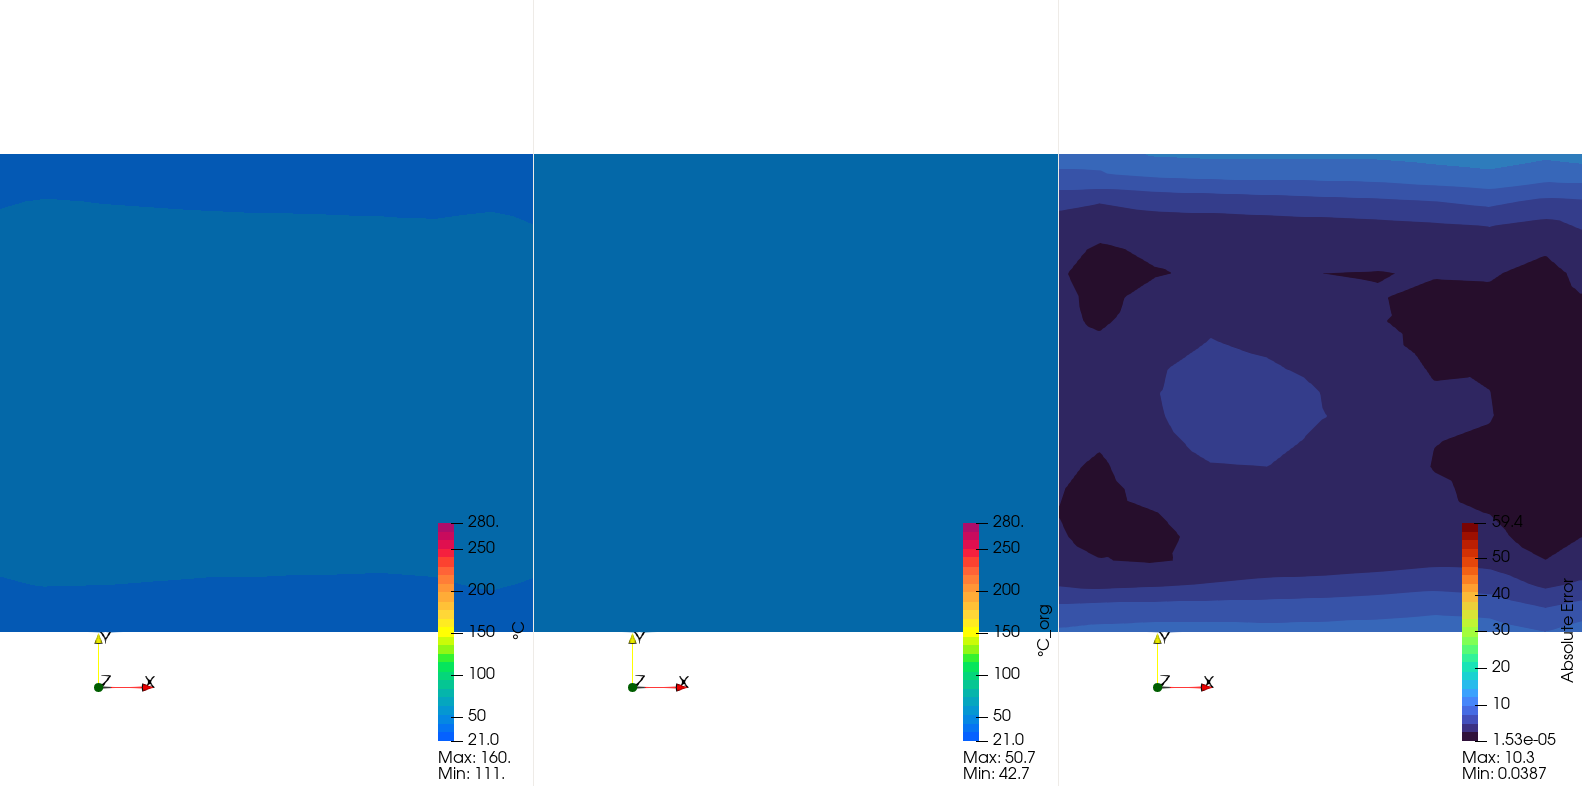 280.
250
200
150
100
50
21.0
°C
Max: 160.
Min: 111.
Y
Z
X
280.
250
200
150
100
50
21.0
°C_org
Max: 50.7
Min: 42.7
Y
Z
X
59.4
50
40
30
20
10
1.53e-05
Absolute Error
Max: 10.3
Min: 0.0387
Y
Z
X